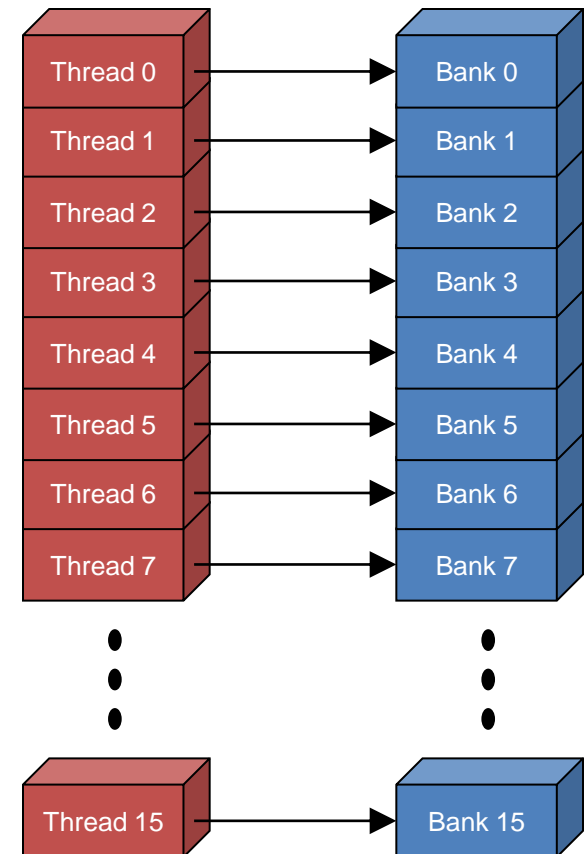 Thread 0 Bank 0
Thread 1 Bank 1
Thread 2 Bank 2
Thread 3 Bank 3
Thread 4 Bank 4
Thread 5 Bank 5
Thread 6 Bank 6
Thread 7 Bank 7
Thread 15 Bank 15